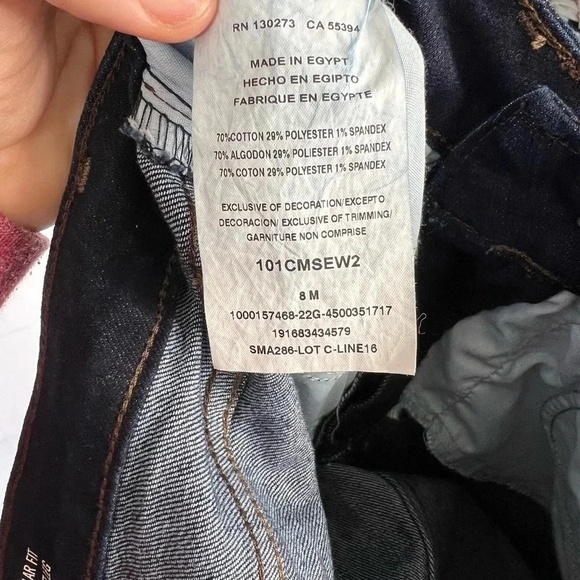 RN 130273 CA 55394
MADE IN EGYPT
HECHO EN EGIPTO
FABRIQUE EN EGYPTE
70%COTTON 29% POLYESTER 1% SPANDEX
70% ALGODON 29% POLIESTER 1% SPANDEX
70% COTON 29% POLYESTER 1% SPANDEX
EXCLUSIVE OF DECORATION/EXCEPTO
DECORACION/ EXCLUSIVE OF TRIMMING/
GARNITURE NON COMPRISE
101CMSEW2
8 M
1000157468-22G-4500351717
191683434579
SMA286-LOT C-LINE16
AR FIT